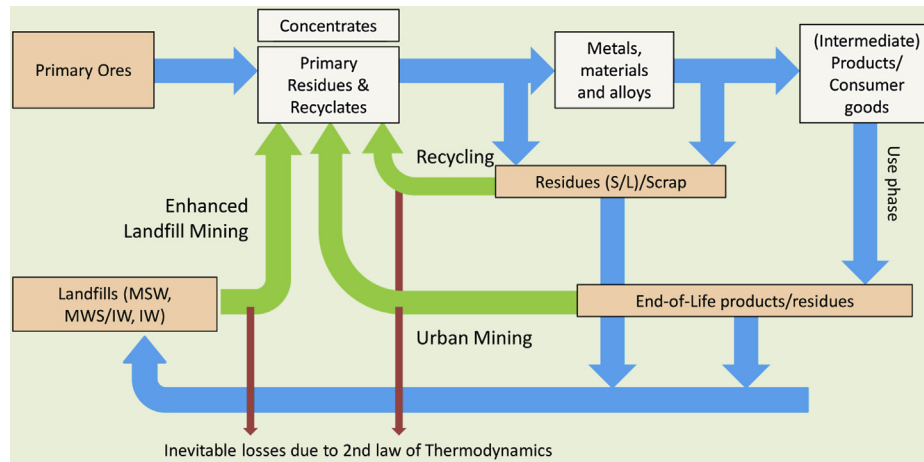 Primary Ores
Concentrates
Primary
Residues &
Recyclates
Metals,
materials
and alloys
(Intermediate)
Products/
Consumer
goods
Recycling
Residues (S/L)/Scrap
Use phase
Enhanced
Landfill Mining
Landfills (MSW,
MWS/IW, IW)
End-of-Life products/residues
Urban Mining
Inevitable losses due to 2nd law of Thermodynamics